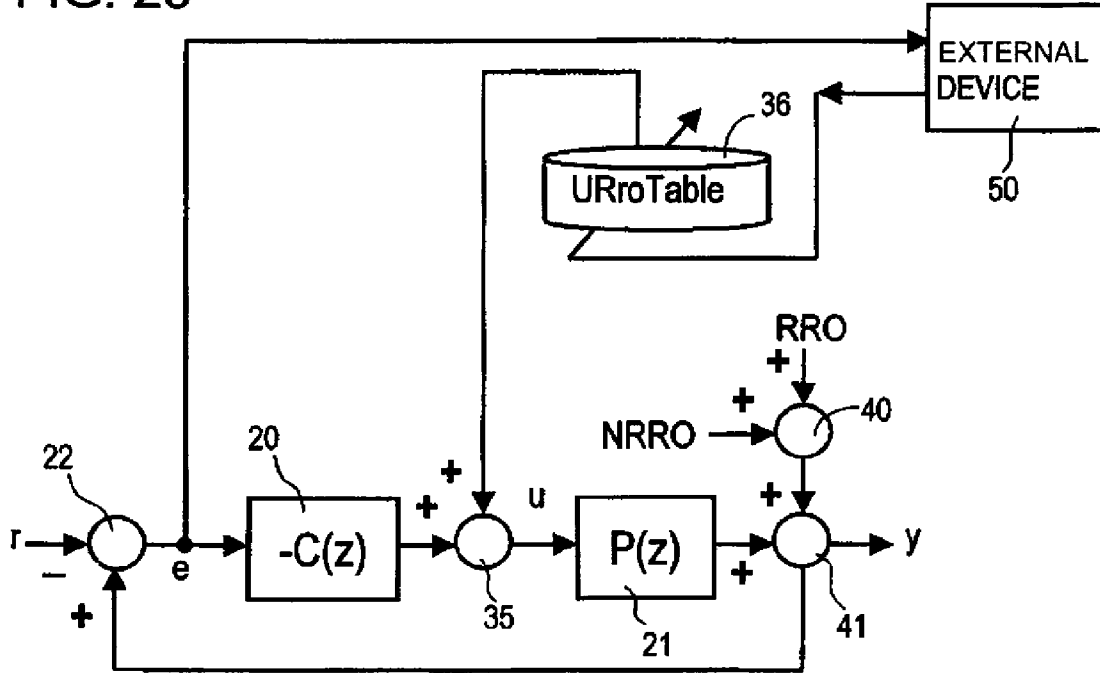 EXTERNAL
DEVICE
50
36
URroTable
RRO
+
+
NRRO
40
22
20
+
u
+
+
r
−
e
-C(z)
35
P(z)
21
+
y
41
+